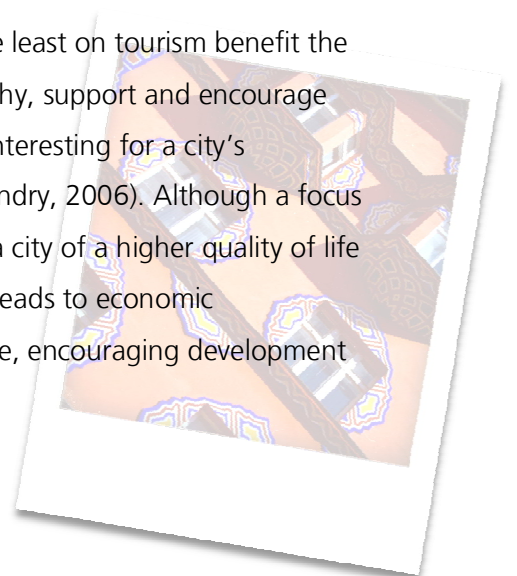 e least on tourism benefit the
hy, support and encourage
nteresting for a city's
ndry, 2006). Although a focus
a city of a higher quality of life
eads to economic
e, encouraging development